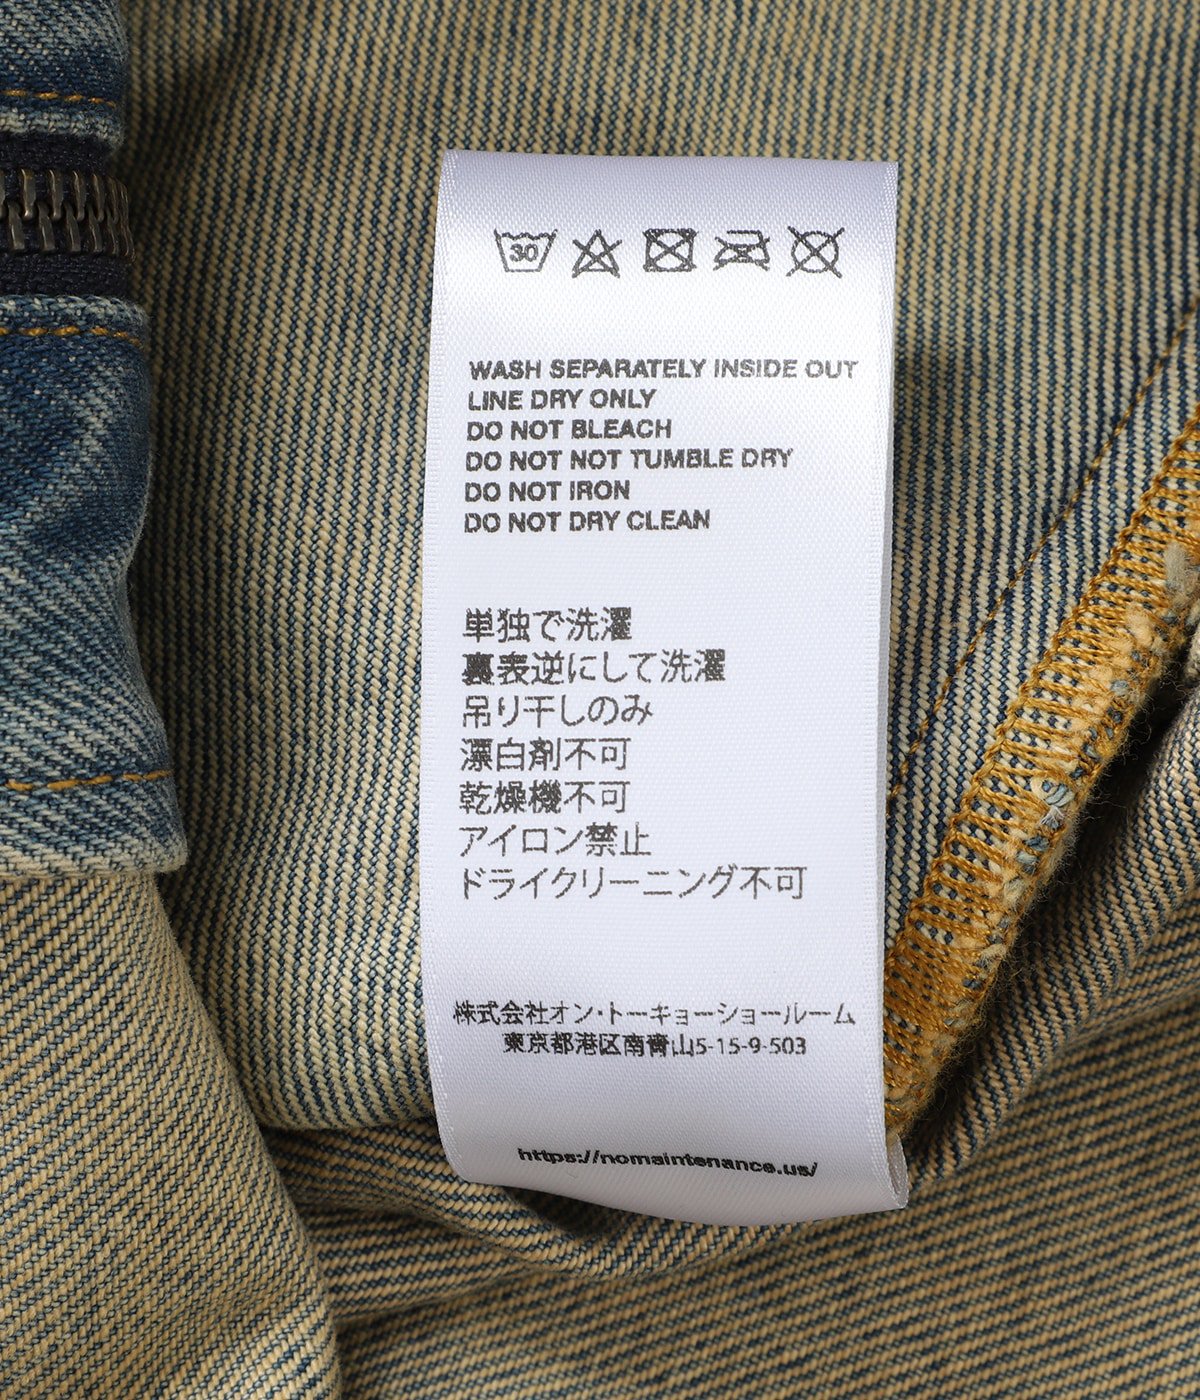 30
WASH SEPARATELY INSIDE OUT
LINE DRY ONLY
DO NOT BLEACH
DO NOT NOT TUMBLE DRY
DO NOT IRON
DO NOT DRY CLEAN
単独で洗濯
裏表逆にして洗濯
吊り干しのみ
漂白剤不可
乾燥機不可
アイロン禁止
ドライクリーニング不可
株式会社オン・トーキョーショールーム
東京都港区南青山5-15-9-503
https://nomaintenance.us/